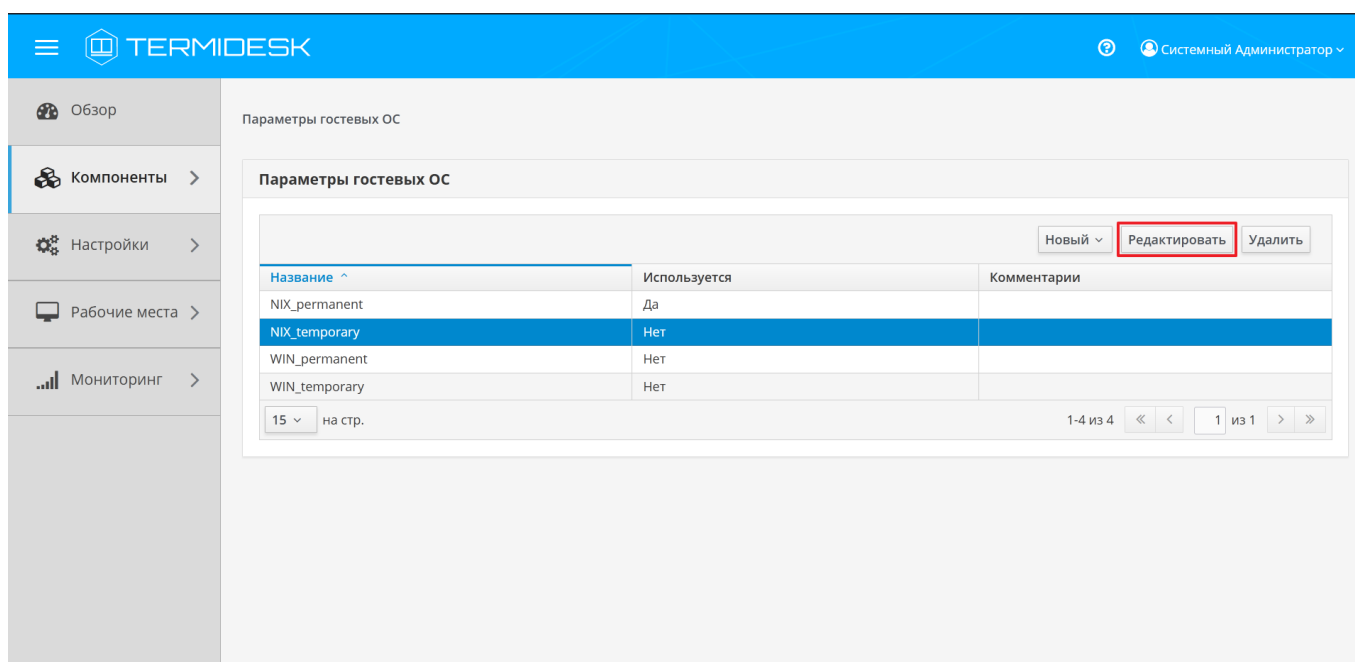 TERMIDESK
Системный Администратор
Обзор
Компоненты
Настройки
Рабочие места
Мониторинг
Параметры гостевых ОС
Параметры гостевых ОС
Новый Редактировать Удалить
Название Используется Комментарии
NIX_permanent Да
NIX_temporary Нет
WIN_permanent Нет
WIN_temporary Нет
15 на стр. 1-4 из 4 1 из 1